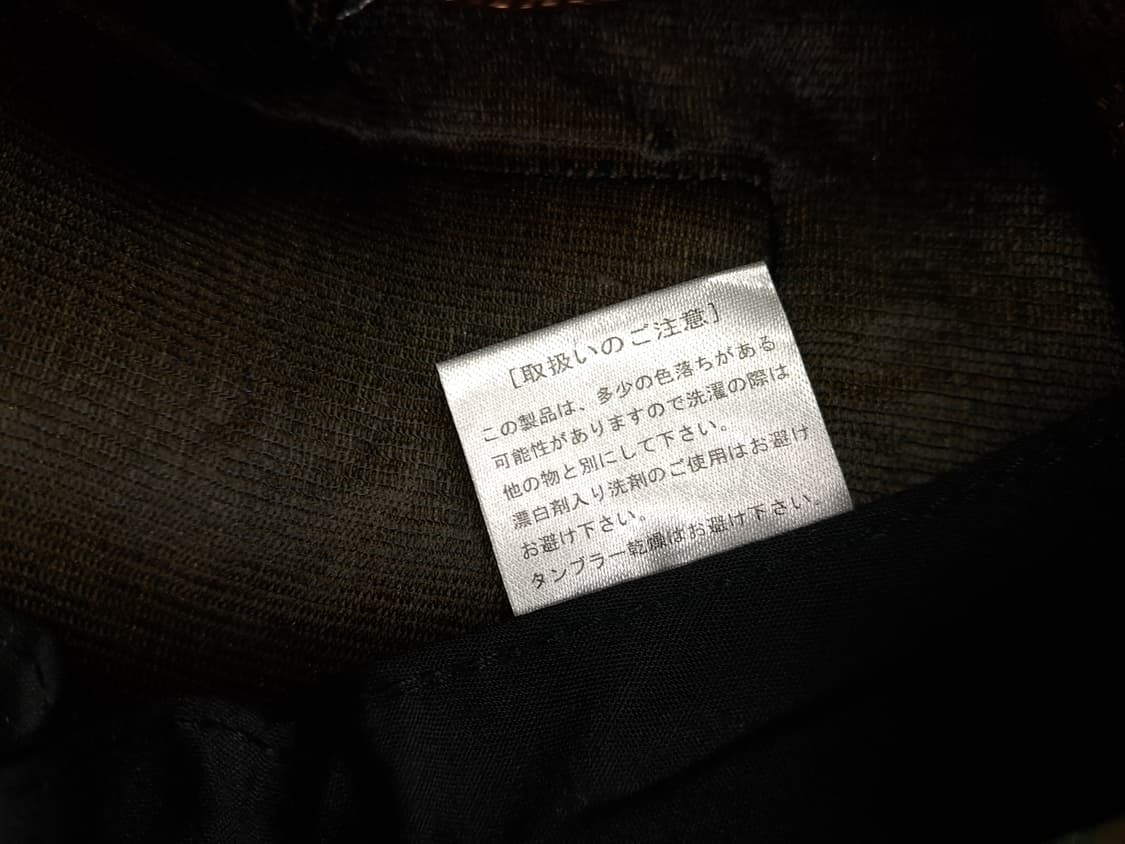 [取扱いのご注意]
この製品は、多少の色落ちがある
可能性がありますので洗濯の際は
他の物と別にして下さい。
漂白剤入り洗剤のご使用はお避け
お避け下さい。
タンブラー乾燥はお避け下さい。